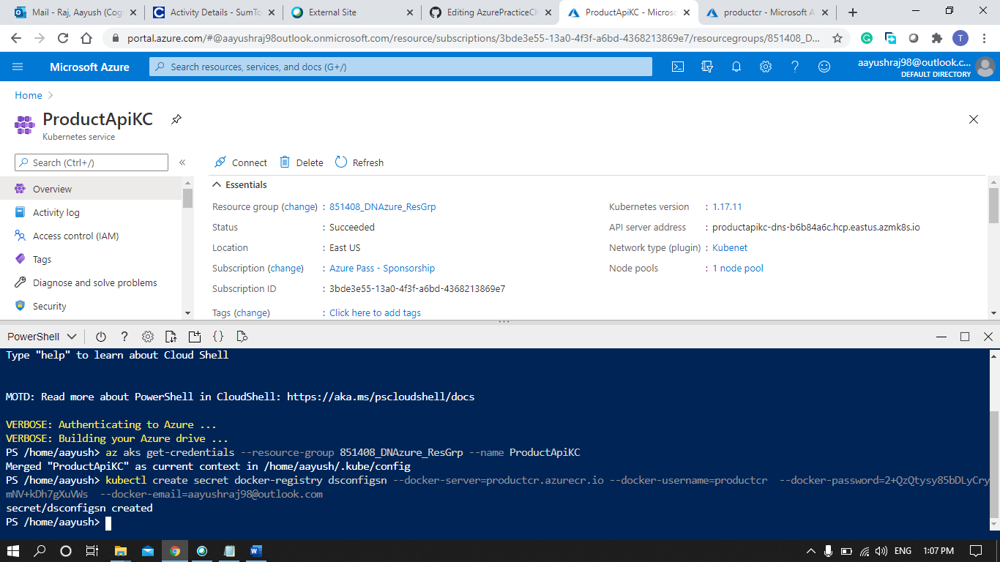 Mail - Raj, Aayush (Cog
Activity Details - SumTo
External Site
Editing AzurePracticeCh
ProductApiKC - Micros
productcr - Microsoft A
portal.azure.com/#@aayushraj98outlook.onmicrosoft.com/resource/subscriptions/3bde3e55-13a0-4f3f-a6bd-4368213869e7/resourcegroups/851408_D...
T
Microsoft Azure
Search resources, services, and docs (G+/)
aayushraj98@outlook.c...
DEFAULT DIRECTORY
Home >
ProductApiKC
Kubernetes service
Search (Ctrl+/)
«
Connect
Delete
Refresh
Overview
Activity log
Access control (IAM)
Tags
Diagnose and solve problems
Security
Essentials
Resource group (change) : 851408_DNAzure_ResGrp
Status : Succeeded
Location : East US
Subscription (change) : Azure Pass - Sponsorship
Subscription ID : 3bde3e55-13a0-4f3f-a6bd-4368213869e7
Tags (change) : Click here to add tags
Kubernetes version : 1.17.11
API server address : productapikc-dns-b6b84a6c.hcp.eastus.azmk8s.io
Network type (plugin) : Kubenet
Node pools : 1 node pool
PowerShell
Type "help" to learn about Cloud Shell
MOTD: Read more about PowerShell in CloudShell: https://aka.ms/pscloudshell/docs
VERBOSE: Authenticating to Azure ...
VERBOSE: Building your Azure drive ...
PS /home/aayush> az aks get-credentials --resource-group 851408_DNAzure_ResGrp --name ProductApiKC
Merged "ProductApiKC" as current context in /home/aayush/.kube/config
PS /home/aayush> kubectl create secret docker-registry dsconfigsn --docker-server=productcr.azurecr.io --docker-username=productcr --docker-password=2+QzQtysy85bDLyCry
mNV+kDh7gXuVWs --docker-email=aayushraj98@outlook.com
secret/dsconfigsn created
PS /home/aayush>
ENG
1:07 PM